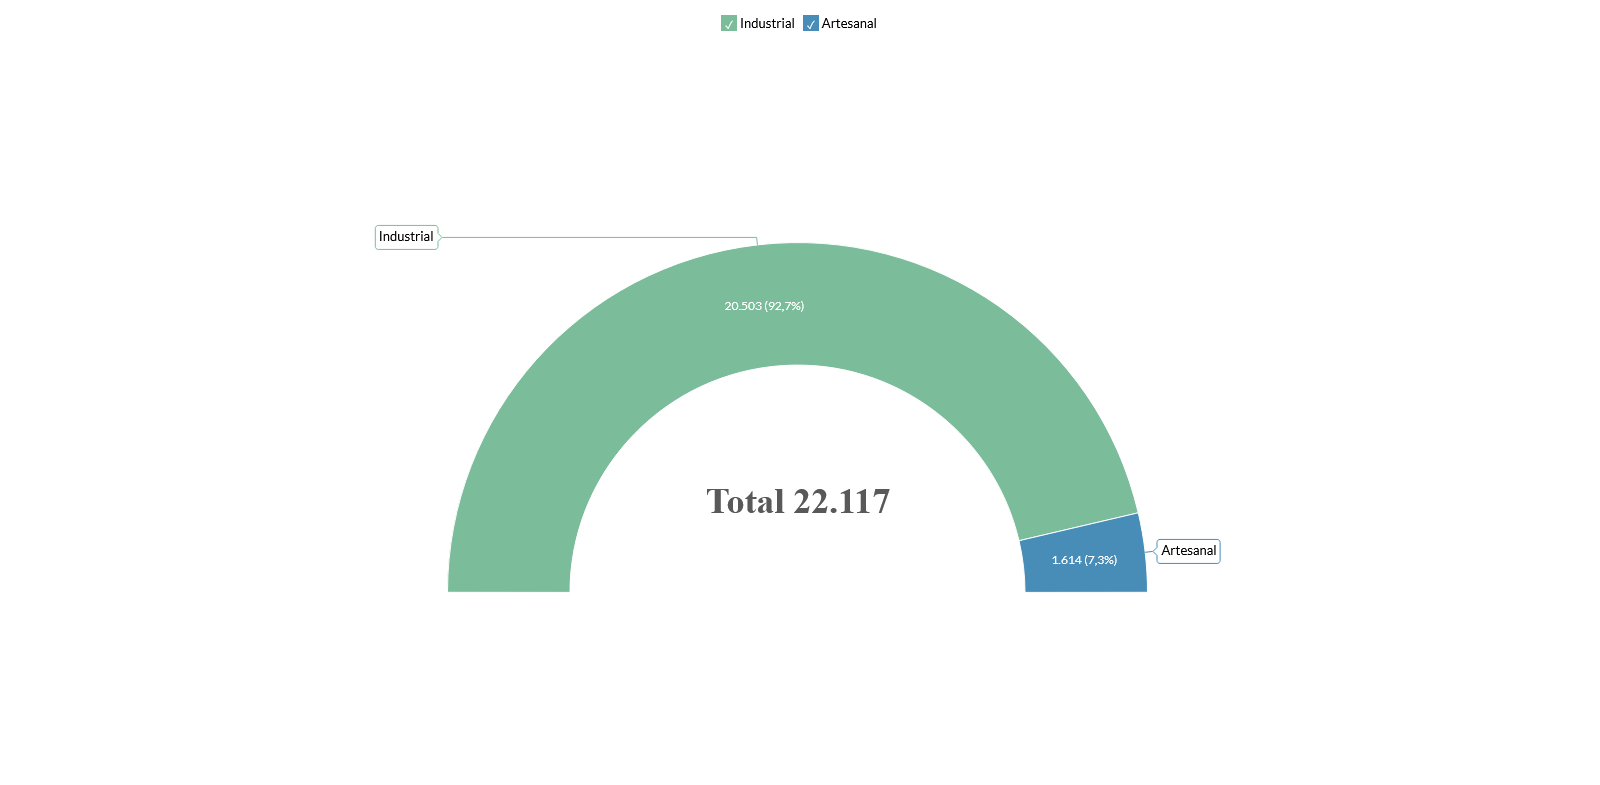 Industrial Artesanal
Industrial
20.503 (92,7%)
Total 22.117
Artesanal
1.614 (7,3%)